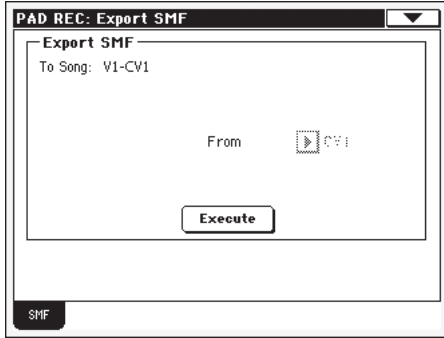 PAD REC: Export SMF
Export SMF
To Song: V1-CV1
From CV1
Execute
SMF